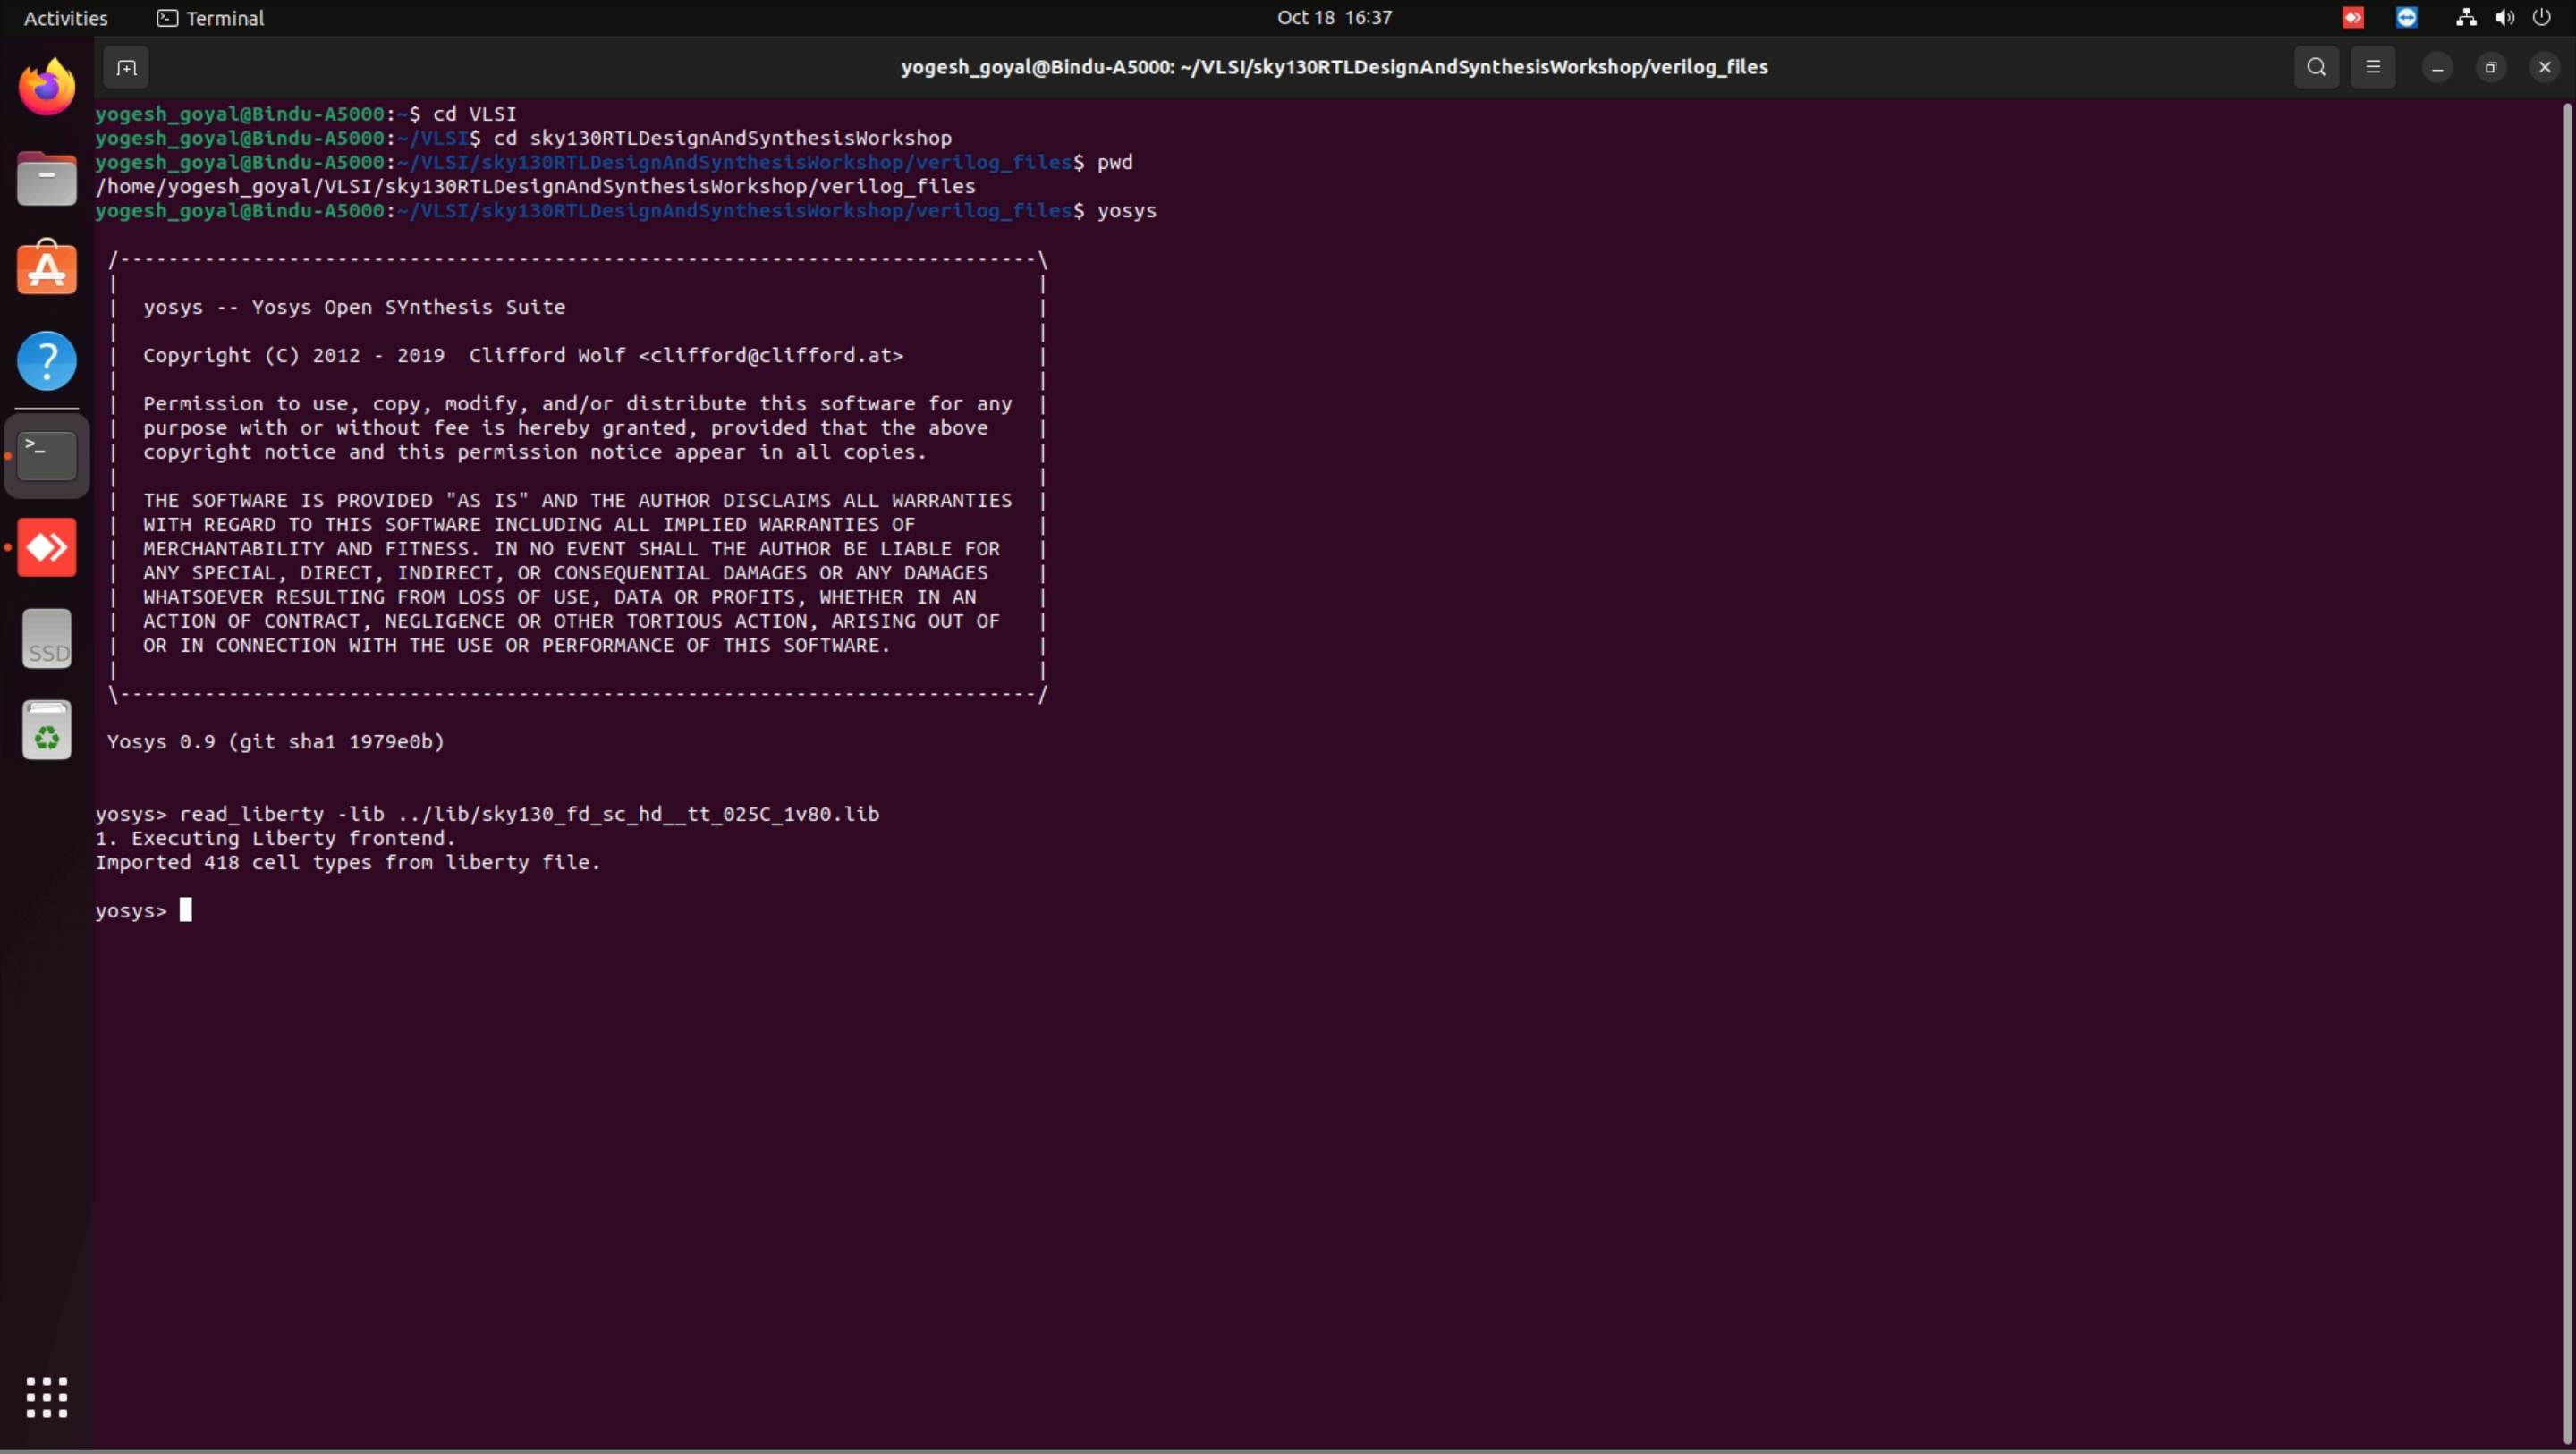 Activities Terminal Oct 18 16:37
yogesh_goyal@Bindu-A5000: ~/VLSI/sky130RTLDesignAndSynthesisWorkshop/verilog_files
yogesh_goyal@Bindu-A5000:~$ cd VLSI
yogesh_goyal@Bindu-A5000:~/VLSI$ cd sky130RTLDesignAndSynthesisWorkshop
yogesh_goyal@Bindu-A5000:~/VLSI/sky130RTLDesignAndSynthesisWorkshop/verilog_files$ pwd
/home/yogesh_goyal/VLSI/sky130RTLDesignAndSynthesisWorkshop/verilog_files
yogesh_goyal@Bindu-A5000:~/VLSI/sky130RTLDesignAndSynthesisWorkshop/verilog_files$ yosys
yosys -- Yosys Open SYnthesis Suite
Copyright (C) 2012 - 2019  Clifford Wolf <clifford@clifford.at>
Permission to use, copy, modify, and/or distribute this software for any
purpose with or without fee is hereby granted, provided that the above
copyright notice and this permission notice appear in all copies.
THE SOFTWARE IS PROVIDED "AS IS" AND THE AUTHOR DISCLAIMS ALL WARRANTIES
WITH REGARD TO THIS SOFTWARE INCLUDING ALL IMPLIED WARRANTIES OF
MERCHANTABILITY AND FITNESS. IN NO EVENT SHALL THE AUTHOR BE LIABLE FOR
ANY SPECIAL, DIRECT, INDIRECT, OR CONSEQUENTIAL DAMAGES OR ANY DAMAGES
WHATSOEVER RESULTING FROM LOSS OF USE, DATA OR PROFITS, WHETHER IN AN
ACTION OF CONTRACT, NEGLIGENCE OR OTHER TORTIOUS ACTION, ARISING OUT OF
OR IN CONNECTION WITH THE USE OR PERFORMANCE OF THIS SOFTWARE.
SSD
Yosys 0.9 (git sha1 1979e0b)
yosys> read_liberty -lib ../lib/sky130_fd_sc_hd__tt_025C_1v80.lib
1. Executing Liberty frontend.
Imported 418 cell types from liberty file.
yosys>